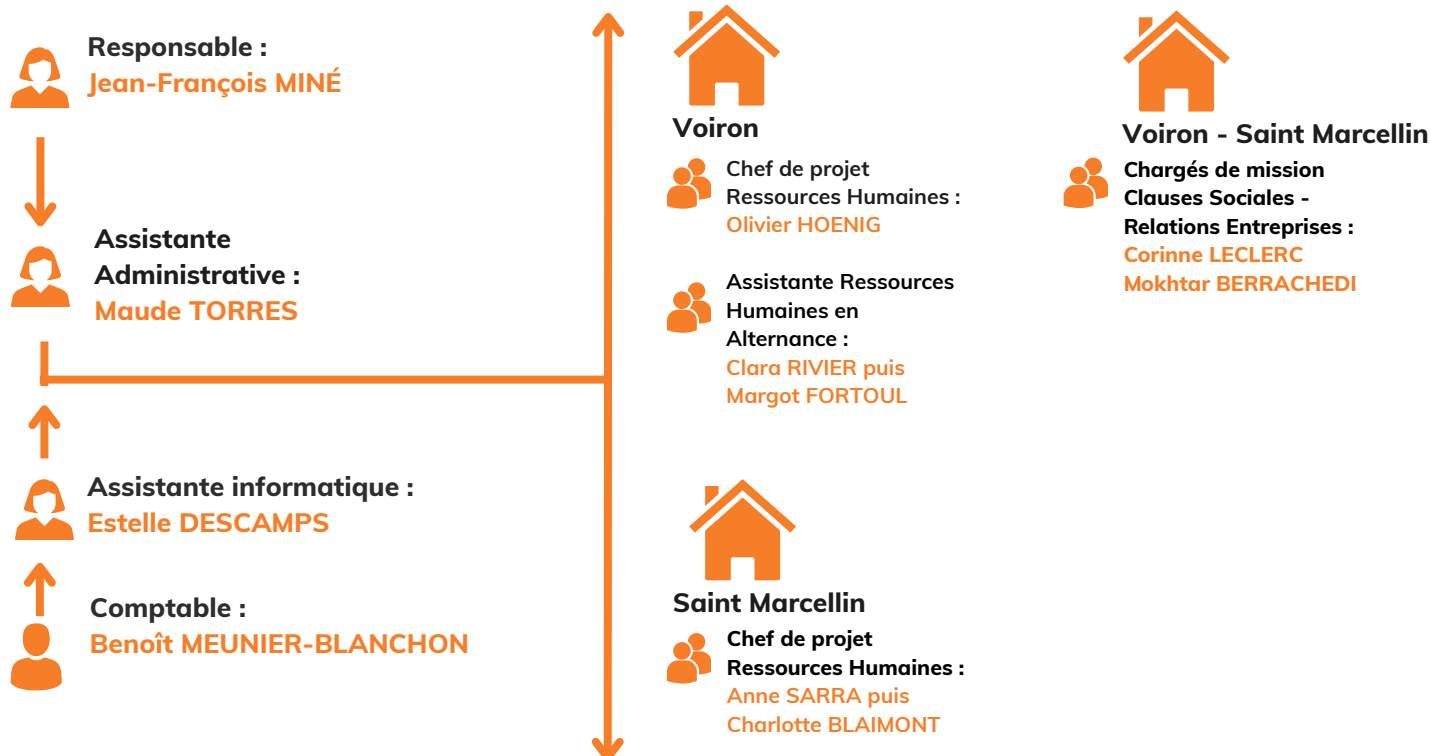 Responsable :
Jean-François MINÉ
Assistante
Administrative :
Maude TORRES
Assistante informatique :
Estelle DESCAMPS
Comptable :
Benoît MEUNIER-BLANCHON
Voiron
Chef de projet
Ressources Humaines :
Olivier HOENIG
Assistante Ressources
Humaines en
Alternance :
Clara RIVIER puis
Margot FORTOUL
Saint Marcellin
Chef de projet
Ressources Humaines :
Anne SARRA puis
Charlotte BLAIMONT
Voiron - Saint Marcellin
Chargés de mission
Clauses Sociales -
Relations Entreprises :
Corinne LECLERC
Mokhtar BERRACHEDI